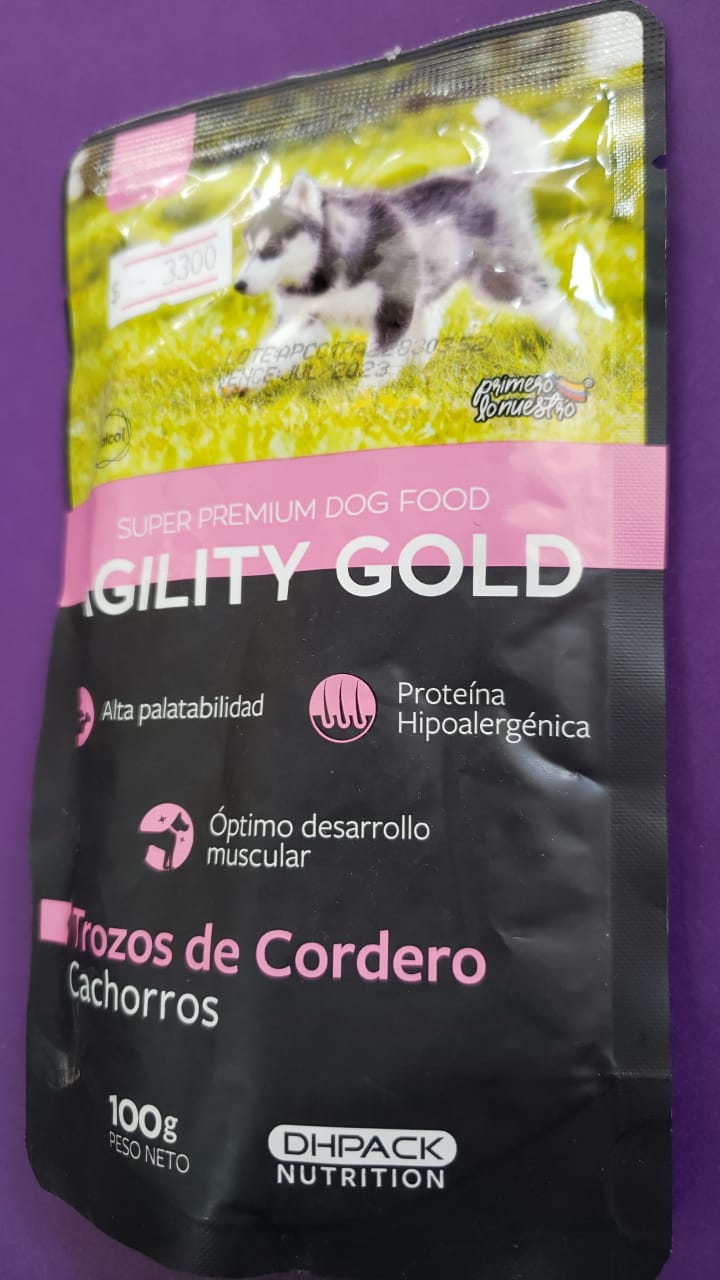 $ - 3300
VENCE JUL/2023
primero
lo nuestro
SUPER PREMIUM DOG FOOD
AGILITY GOLD
Alta palatabilidad
Proteína
Hipoalergénica
Óptimo desarrollo
muscular
Trozos de Cordero
Cachorros
100g
PESO NETO
DHPACK
NUTRITION